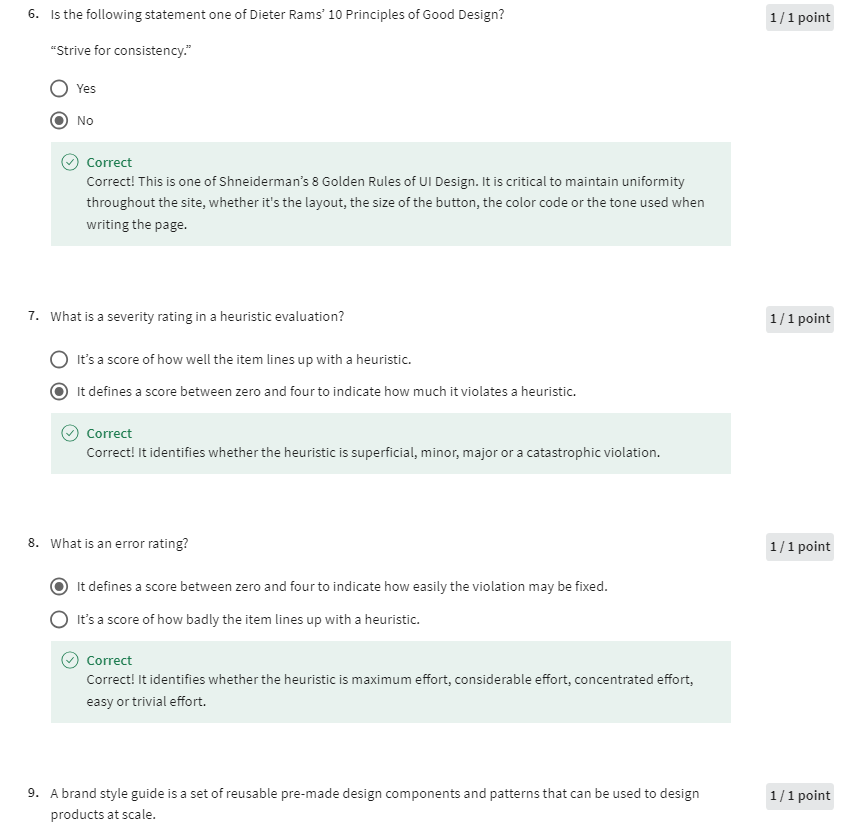 6. Is the following statement one of Dieter Rams’ 10 Principles of Good Design?
1 / 1 point
“Strive for consistency.”
Yes
No
Correct
Correct! This is one of Shneiderman’s 8 Golden Rules of UI Design. It is critical to maintain uniformity
throughout the site, whether it's the layout, the size of the button, the color code or the tone used when
writing the page.
7. What is a severity rating in a heuristic evaluation?
1 / 1 point
It’s a score of how well the item lines up with a heuristic.
It defines a score between zero and four to indicate how much it violates a heuristic.
Correct
Correct! It identifies whether the heuristic is superficial, minor, major or a catastrophic violation.
8. What is an error rating?
1 / 1 point
It defines a score between zero and four to indicate how easily the violation may be fixed.
It’s a score of how badly the item lines up with a heuristic.
Correct
Correct! It identifies whether the heuristic is maximum effort, considerable effort, concentrated effort,
easy or trivial effort.
9. A brand style guide is a set of reusable pre-made design components and patterns that can be used to design
1 / 1 point
products at scale.